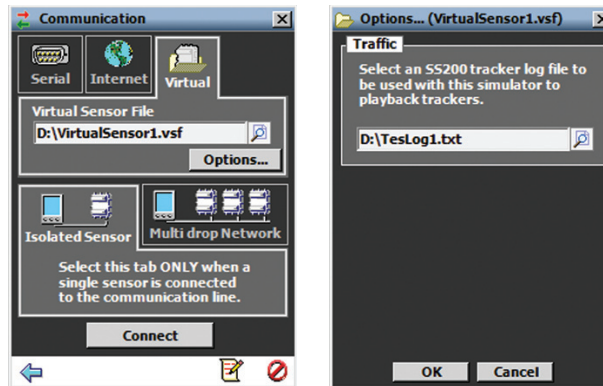 Communication
Serial
Internet
Virtual
Virtual Sensor File
D:\VirtualSensor1.vsf
Options...
Isolated Sensor
Multi drop Network
Select this tab ONLY when a
single sensor is connected
to the communication line.
Connect
Options... (VirtualSensor1.vsf)
Traffic
Select an SS200 tracker log file to
be used with this simulator to
playback trackers.
D:\TesLog1.txt
OK
Cancel